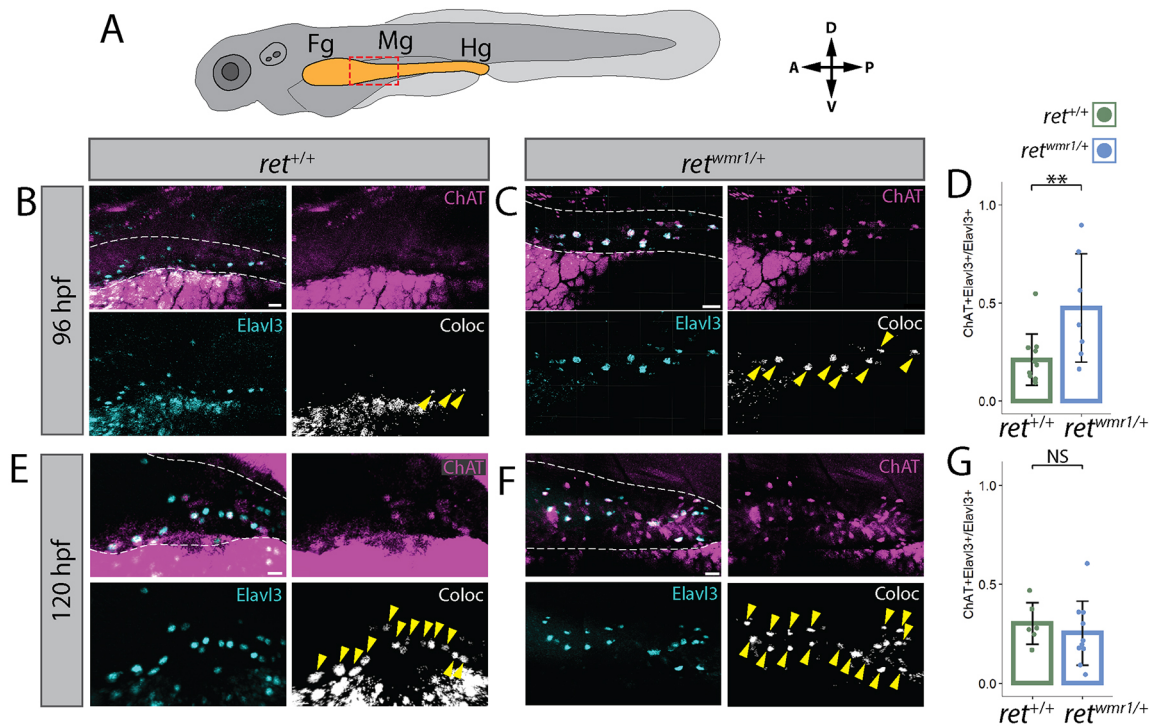 A
Fg
Mg
Hg
D
A
P
V
ret+/+
retwmr1/+
ret+/+
retwmr1/+
96 hpf
B
ChAT
Elavl3
Coloc
C
ChAT
Elavl3
Coloc
D
**
ChAT+Elavl3+/Elavl3+
1.0
0.5
0.0
ret+/+
retwmr1/+
120 hpf
E
ChAT
Elavl3
Coloc
F
ChAT
Elavl3
Coloc
G
NS
ChAT+Elavl3+/Elavl3+
1.0
0.5
0.0
ret+/+
retwmr1/+